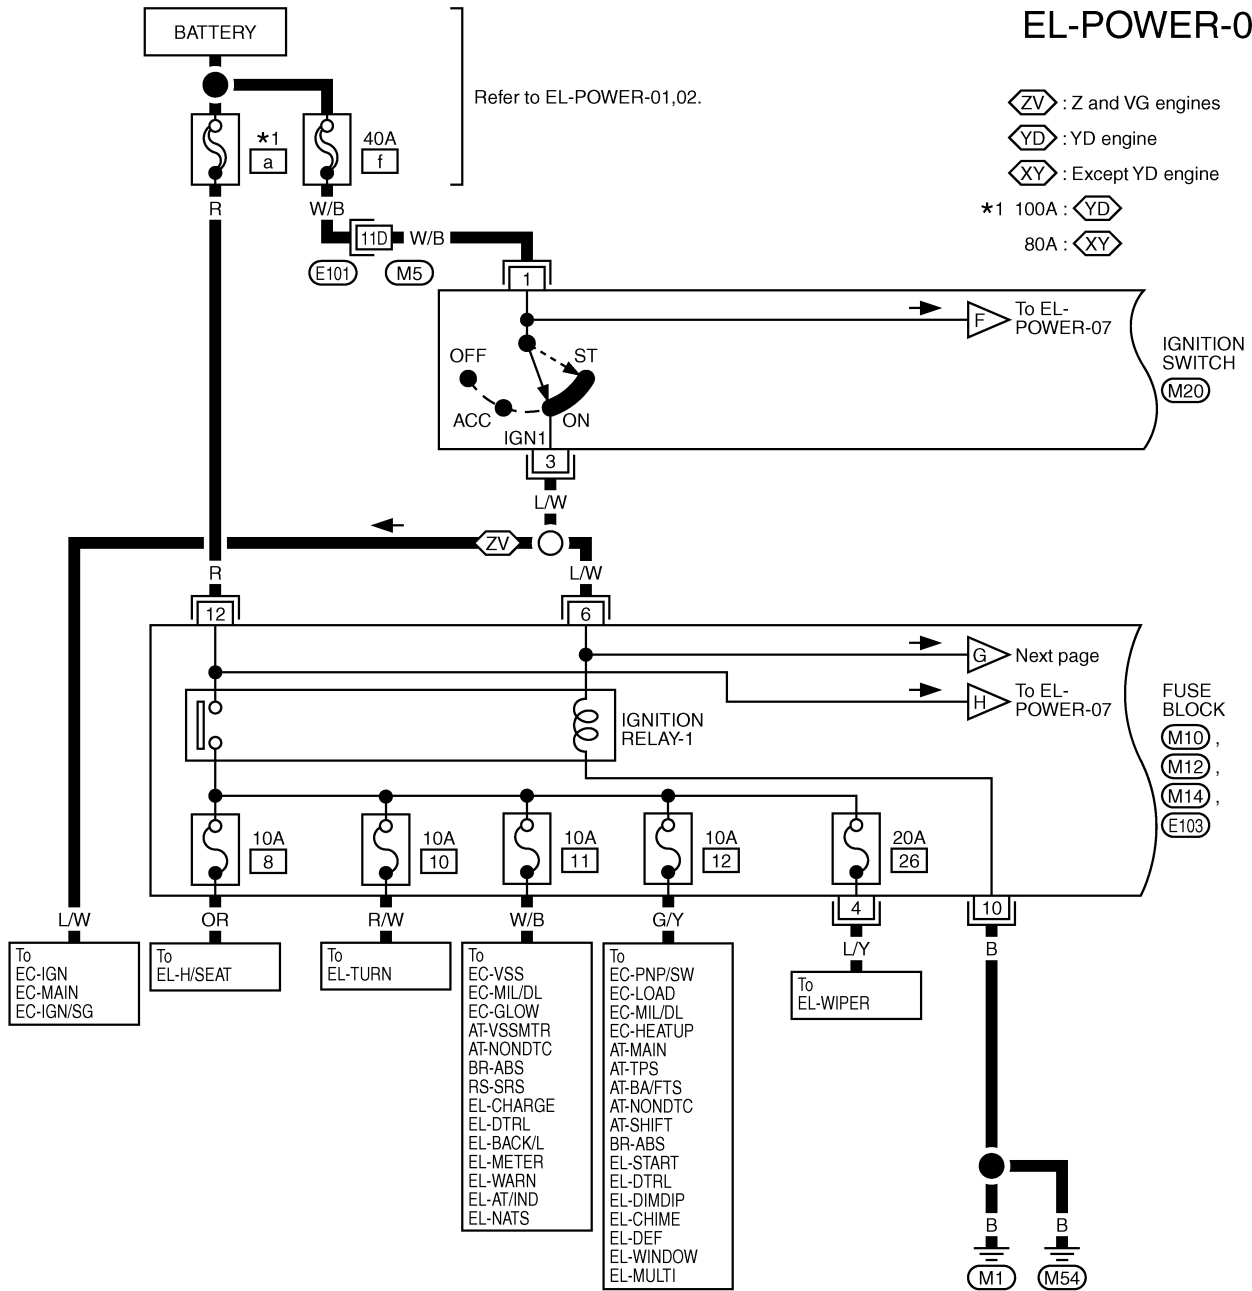 EL-POWER-0
BATTERY
Refer to EL-POWER-01,02.
ZV : Z and VG engines
YD : YD engine
XY : Except YD engine
*1 100A : YD
80A : XY
*1
a
40A
f
R
W/B
11D
W/B
E101
M5
1
F
To EL-
POWER-07
OFF
ST
ACC
ON
IGN1
IGNITION
SWITCH
M20
3
L/W
ZV
R
L/W
12
6
G
Next page
H
To EL-
POWER-07
IGNITION
RELAY-1
FUSE
BLOCK
M10 ,
M12 ,
M14 ,
E103
10A
8
10A
10
10A
11
10A
12
20A
26
4
10
L/W
OR
R/W
W/B
G/Y
L/Y
B
To
EC-IGN
EC-MAIN
EC-IGN/SG
To
EL-H/SEAT
To
EL-TURN
To
EC-VSS
EC-MIL/DL
EC-GLOW
AT-VSSMTR
AT-NONDTC
BR-ABS
RS-SRS
EL-CHARGE
EL-DTRL
EL-BACK/L
EL-METER
EL-WARN
EL-AT/IND
EL-NATS
To
EC-PNP/SW
EC-LOAD
EC-MIL/DL
EC-HEATUP
AT-MAIN
AT-TPS
AT-BA/FTS
AT-NONDTC
AT-SHIFT
BR-ABS
EL-START
EL-DTRL
EL-DIMDIP
EL-CHIME
EL-DEF
EL-WINDOW
EL-MULTI
To
EL-WIPER
B
B
M1
M54